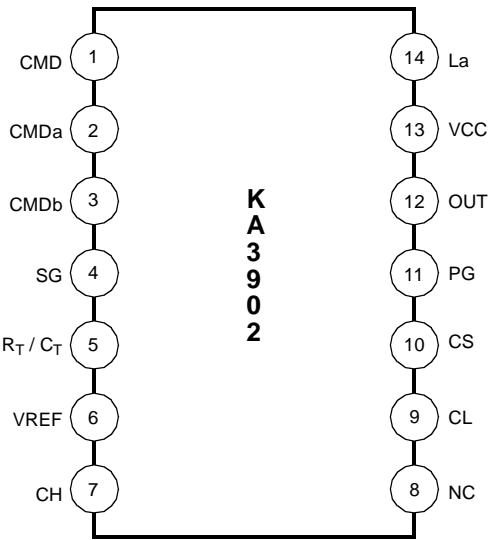 CMD 1
CMDa 2
CMDb 3
SG 4
R_T / C_T 5
VREF 6
CH 7
K
A
3
9
0
2
14 La
13 VCC
12 OUT
11 PG
10 CS
9 CL
8 NC